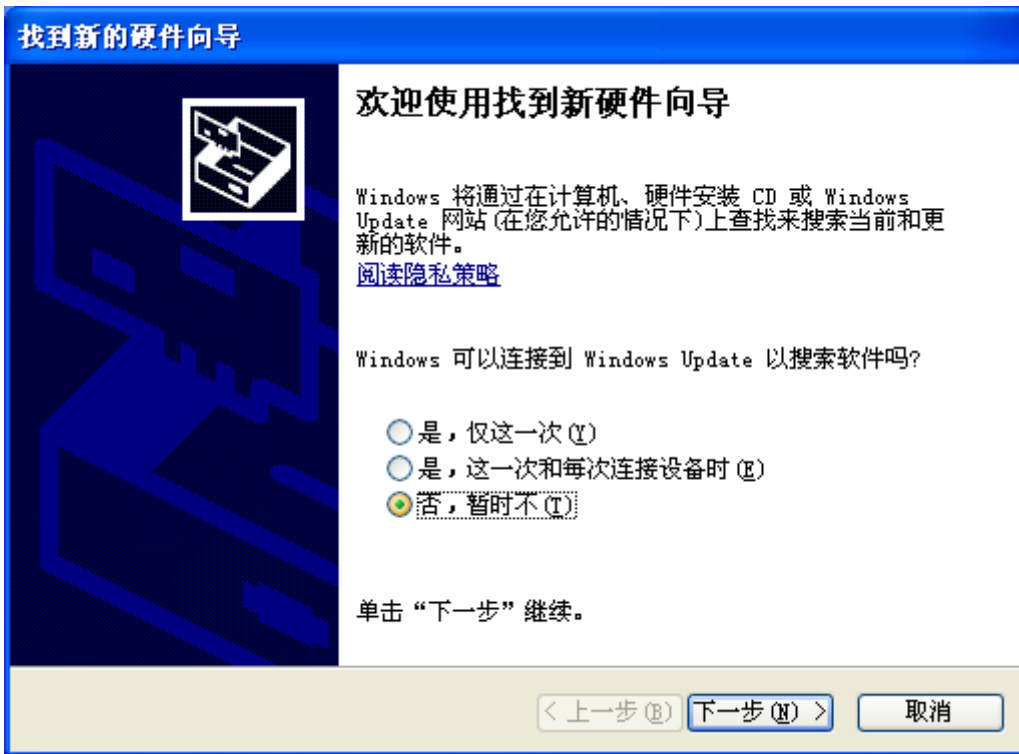 找到新的硬件向导
欢迎使用找到新硬件向导
Windows 将通过在计算机、硬件安装 CD 或 Windows
Update 网站(在您允许的情况下)上查找来搜索当前和更
新的软件。
阅读隐私策略
Windows 可以连接到 Windows Update 以搜索软件吗?
是，仅这一次(Y)
是，这一次和每次连接设备时(E)
否，暂时不(T)
单击“下一步”继续。
< 上一步(B) 下一步(N) > 取消